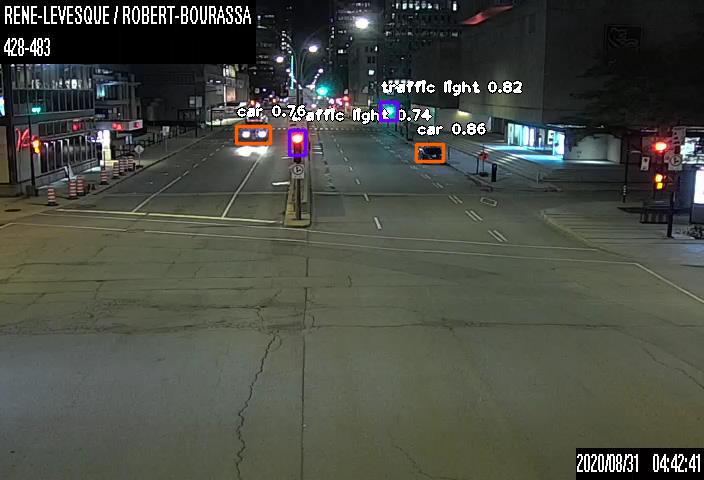 RENE-LEVESQUE / ROBERT-BOURASSA
428-483
traffic light 0.82
car 0.76
traffic light 0.74
car 0.86
2020/08/31 04:42:41